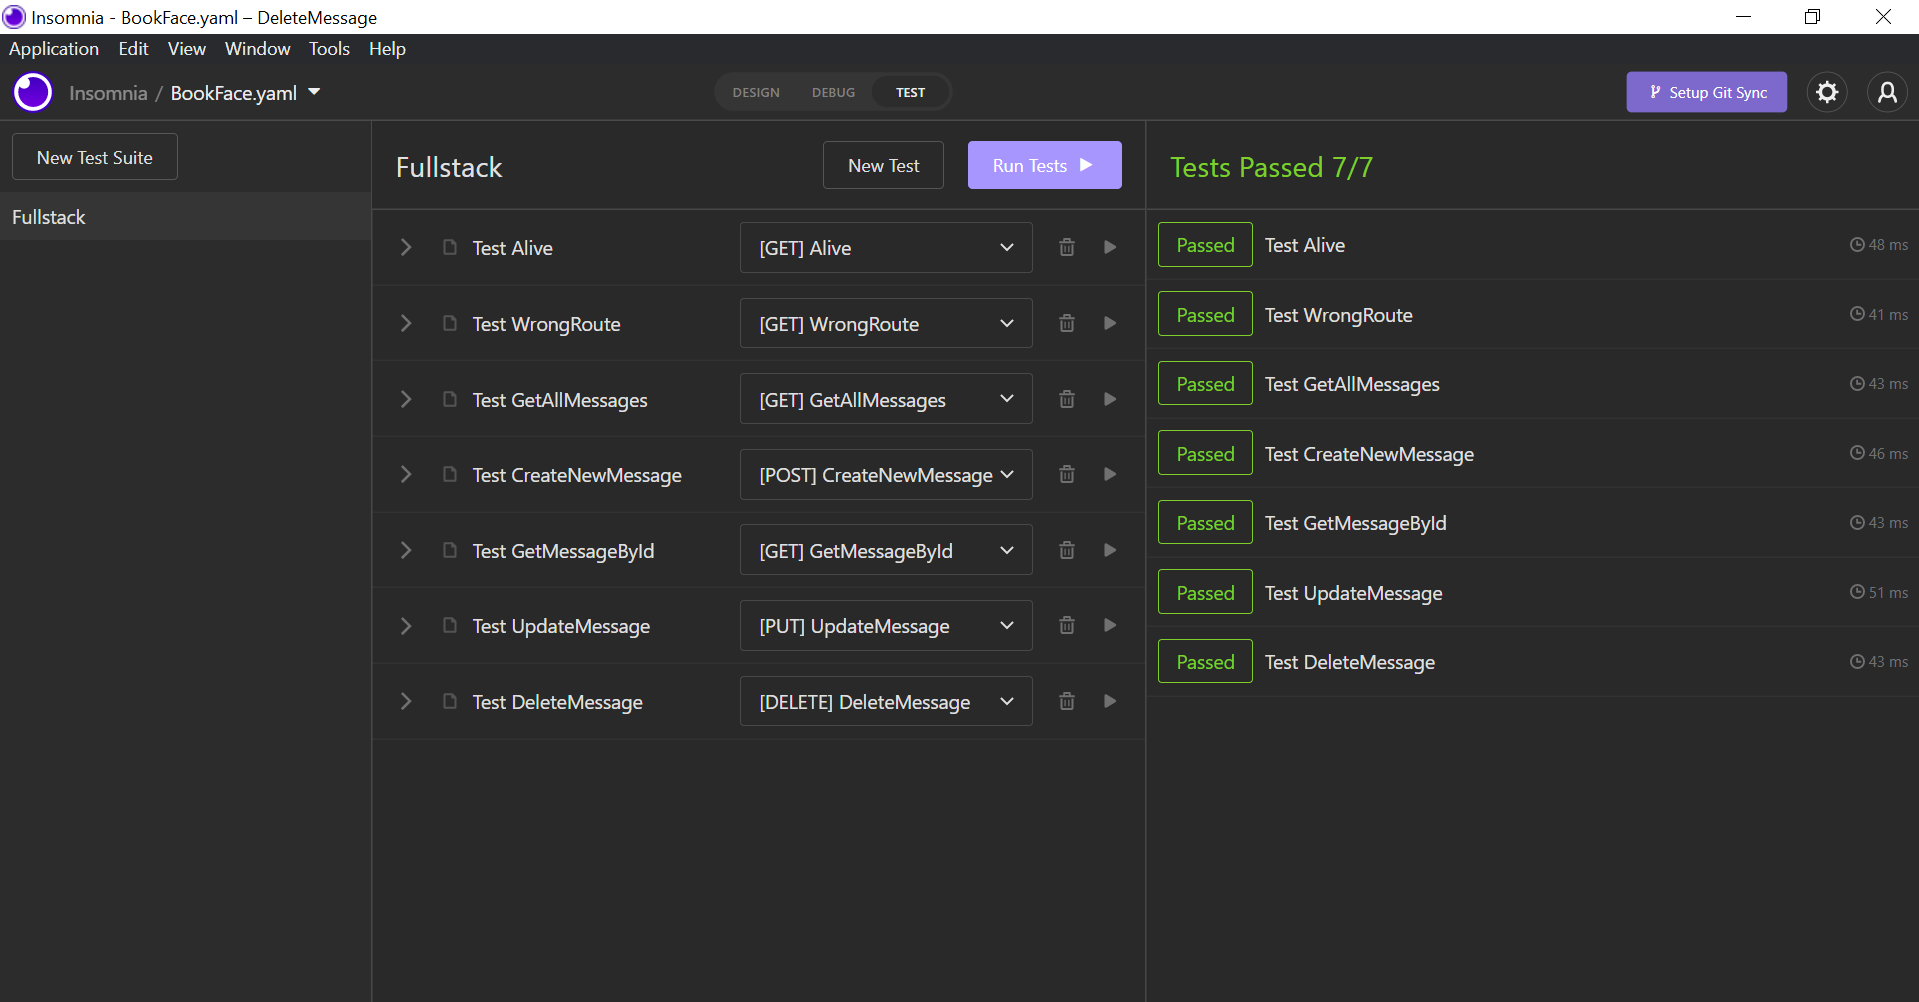 Insomnia - BookFace.yaml – DeleteMessage
Application Edit View Window Tools Help
Insomnia / BookFace.yaml
DESIGN DEBUG TEST
Setup Git Sync
New Test Suite
Fullstack
Fullstack
New Test
Run Tests
Test Alive [GET] Alive
Test WrongRoute [GET] WrongRoute
Test GetAllMessages [GET] GetAllMessages
Test CreateNewMessage [POST] CreateNewMessage
Test GetMessageById [GET] GetMessageById
Test UpdateMessage [PUT] UpdateMessage
Test DeleteMessage [DELETE] DeleteMessage
Tests Passed 7/7
Passed Test Alive 48 ms
Passed Test WrongRoute 41 ms
Passed Test GetAllMessages 43 ms
Passed Test CreateNewMessage 46 ms
Passed Test GetMessageById 43 ms
Passed Test UpdateMessage 51 ms
Passed Test DeleteMessage 43 ms